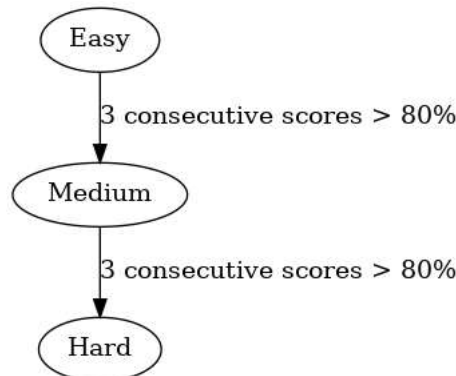 Easy
3 consecutive scores > 80%
Medium
3 consecutive scores > 80%
Hard